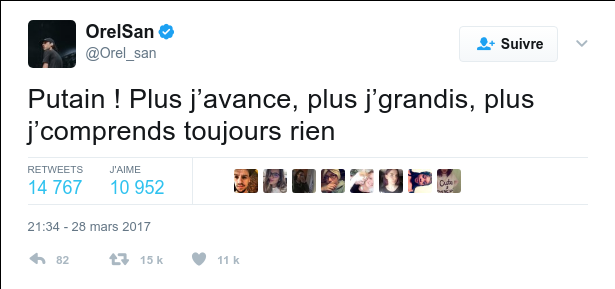 OrelSan
@Orel_san
Suivre
Putain ! Plus j’avance, plus j’grandis, plus
j’comprends toujours rien
RETWEETS J'AIME
14 767 10 952
21:34 - 28 mars 2017
82 15 k 11 k